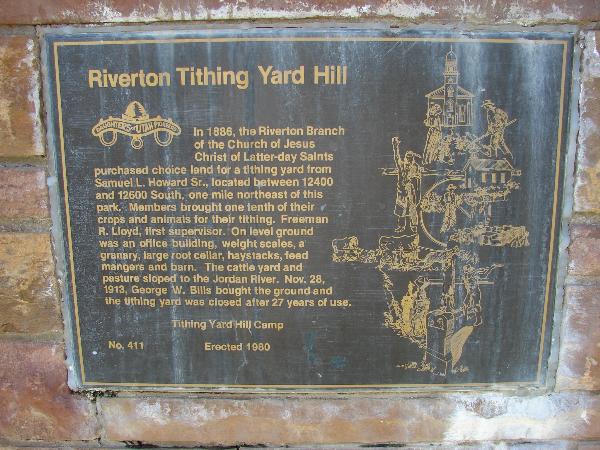 Riverton Tithing Yard Hill
DAUGHTERS OF UTAH PIONEERS
In 1886, the Riverton Branch
of the Church of Jesus
Christ of Latter-day Saints
purchased choice land for a tithing yard from
Samuel L. Howard Sr., located between 12400
and 12600 South, one mile northeast of this
park. Members brought one tenth of their
crops and animals for their tithing. Freeman
R. Lloyd, first supervisor. On level ground
was an office building, weight scales, a
granary, large root cellar, haystacks, feed
mangers and barn. The cattle yard and
pasture sloped to the Jordan River. Nov. 28,
1913, George W. Bills bought the ground and
the tithing yard was closed after 27 years of use.
Tithing Yard Hill Camp
No. 411 Erected 1980